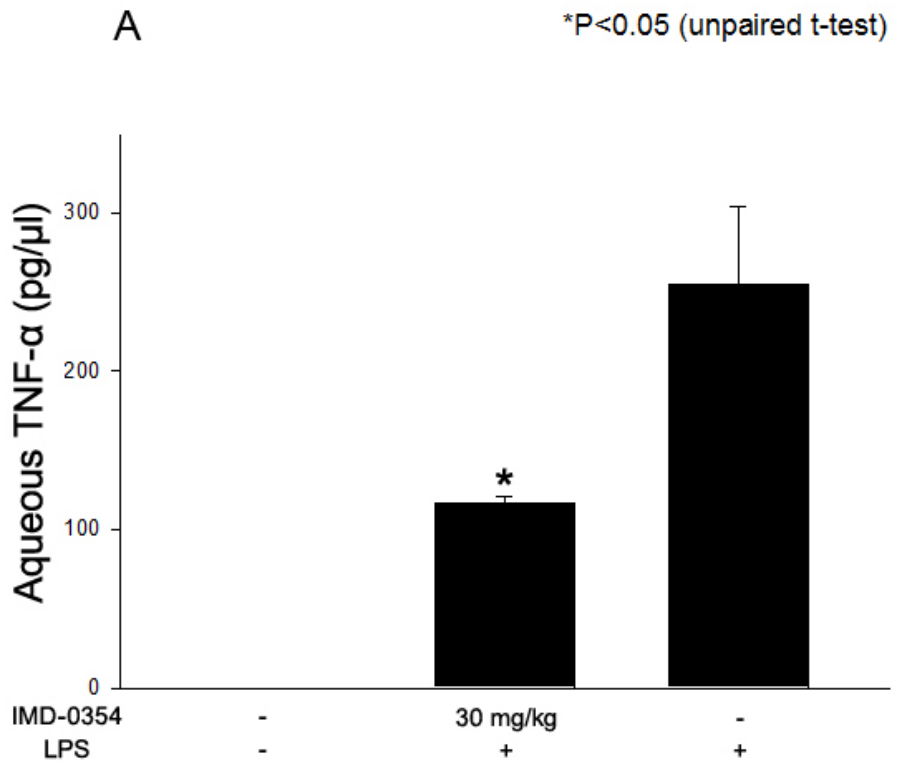 A
*P<0.05 (unpaired t-test)
Aqueous TNF-α (pg/µl)
300
200
100
0
*
IMD-0354 - 30 mg/kg -
LPS - + +